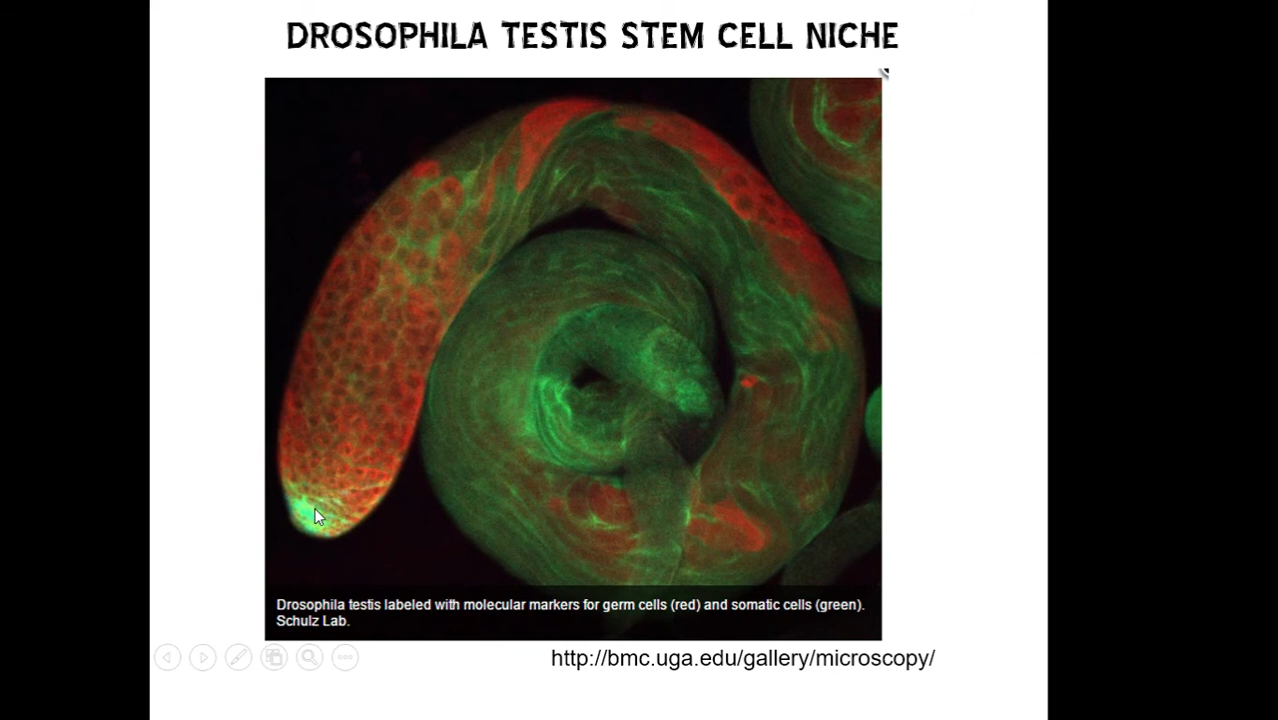 DROSOPHILA TESTIS STEM CELL NICHE
Drosophila testis labeled with molecular markers for germ cells (red) and somatic cells (green).
Schulz Lab.
http://bmc.uga.edu/gallery/microscopy/